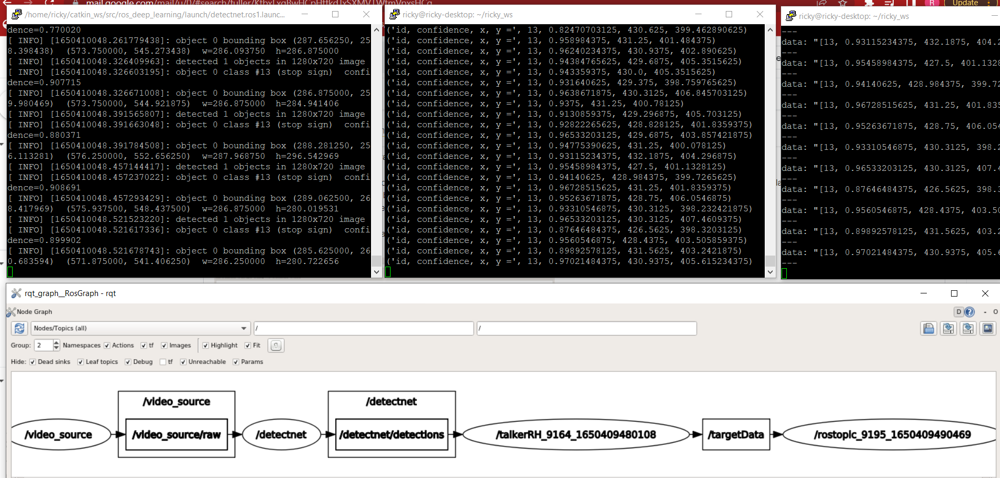 mail.google.com/mail/u/0/#search/fuller/
Update
R
/home/ricky/catkin_ws/src/ros_deep_learning/launch/detectnet.ros1.launc...
dence=0.770020
[ INFO] [1650410048.261779438]: object 0 bounding box (287.656250, 25
8.398438)  (573.750000, 545.273438)  w=286.093750  h=286.875000
[ INFO] [1650410048.326409963]: detected 1 objects in 1280x720 image
[ INFO] [1650410048.326603195]: object 0 class #13 (stop sign)  confi
dence=0.907715
[ INFO] [1650410048.326671008]: object 0 bounding box (286.875000, 25
9.980469)  (573.750000, 544.921875)  w=286.875000  h=284.941406
[ INFO] [1650410048.391565807]: detected 1 objects in 1280x720 image
[ INFO] [1650410048.391663048]: object 0 class #13 (stop sign)  confi
dence=0.880371
[ INFO] [1650410048.391784508]: object 0 bounding box (288.281250, 25
6.113281)  (576.250000, 552.656250)  w=287.968750  h=296.542969
[ INFO] [1650410048.457144417]: detected 1 objects in 1280x720 image
[ INFO] [1650410048.457237022]: object 0 class #13 (stop sign)  confi
dence=0.908691
[ INFO] [1650410048.457293429]: object 0 bounding box (289.062500, 26
8.417969)  (575.937500, 548.437500)  w=286.875000  h=280.019531
[ INFO] [1650410048.521523220]: detected 1 objects in 1280x720 image
[ INFO] [1650410048.521617336]: object 0 class #13 (stop sign)  confi
dence=0.899902
[ INFO] [1650410048.521678743]: object 0 bounding box (285.625000, 26
0.683594)  (571.875000, 541.406250)  w=286.250000  h=280.722656
ricky@ricky-desktop: ~/ricky_ws
('id, confidence, x, y =', 13, 0.82470703125, 430.625, 399.462890625)
('id, confidence, x, y =', 13, 0.958984375, 431.25, 401.484375)
('id, confidence, x, y =', 13, 0.96240234375, 430.9375, 402.890625)
('id, confidence, x, y =', 13, 0.94384765625, 429.6875, 405.3515625)
('id, confidence, x, y =', 13, 0.943359375, 430.0, 405.3515625)
('id, confidence, x, y =', 13, 0.931640625, 429.375, 398.759765625)
('id, confidence, x, y =', 13, 0.9638671875, 430.3125, 406.845703125)
('id, confidence, x, y =', 13, 0.9375, 431.25, 400.78125)
('id, confidence, x, y =', 13, 0.9130859375, 429.296875, 405.703125)
('id, confidence, x, y =', 13, 0.92822265625, 428.828125, 401.8359375)
('id, confidence, x, y =', 13, 0.96533203125, 429.6875, 403.857421875)
('id, confidence, x, y =', 13, 0.94775390625, 431.25, 400.078125)
('id, confidence, x, y =', 13, 0.93115234375, 432.1875, 404.296875)
('id, confidence, x, y =', 13, 0.95458984375, 427.5, 401.1328125)
('id, confidence, x, y =', 13, 0.94140625, 428.984375, 399.7265625)
('id, confidence, x, y =', 13, 0.96728515625, 431.25, 401.8359375)
('id, confidence, x, y =', 13, 0.95263671875, 428.75, 406.0546875)
('id, confidence, x, y =', 13, 0.93310546875, 430.3125, 398.232421875)
('id, confidence, x, y =', 13, 0.96533203125, 430.3125, 407.4609375)
('id, confidence, x, y =', 13, 0.87646484375, 426.5625, 398.3203125)
('id, confidence, x, y =', 13, 0.9560546875, 428.4375, 403.505859375)
('id, confidence, x, y =', 13, 0.89892578125, 431.5625, 403.2421875)
('id, confidence, x, y =', 13, 0.97021484375, 430.9375, 405.615234375)
ricky@ricky-desktop: ~/ricky_ws
---
data: "[13, 0.93115234375, 432.1875, 404.2
---
data: "[13, 0.95458984375, 427.5, 401.1328
---
data: "[13, 0.94140625, 428.984375, 399.72
---
data: "[13, 0.96728515625, 431.25, 401.835
---
data: "[13, 0.95263671875, 428.75, 406.054
---
data: "[13, 0.93310546875, 430.3125, 398.2
---
data: "[13, 0.96533203125, 430.3125, 407.4
---
data: "[13, 0.87646484375, 426.5625, 398.3
---
data: "[13, 0.9560546875, 428.4375, 403.50
---
data: "[13, 0.89892578125, 431.5625, 403.2
---
data: "[13, 0.97021484375, 430.9375, 405.6
---
rqt_graph__RosGraph - rqt
Node Graph
D ? - O
Nodes/Topics (all) / /
Group: 2 Namespaces Actions tf Images Highlight Fit
Hide: Dead sinks Leaf topics Debug tf Unreachable Params
/video_source /detectnet
/video_source /video_source/raw /detectnet /detectnet/detections /talkerRH_9164_1650409480108 /targetData /rostopic_9195_1650409490469